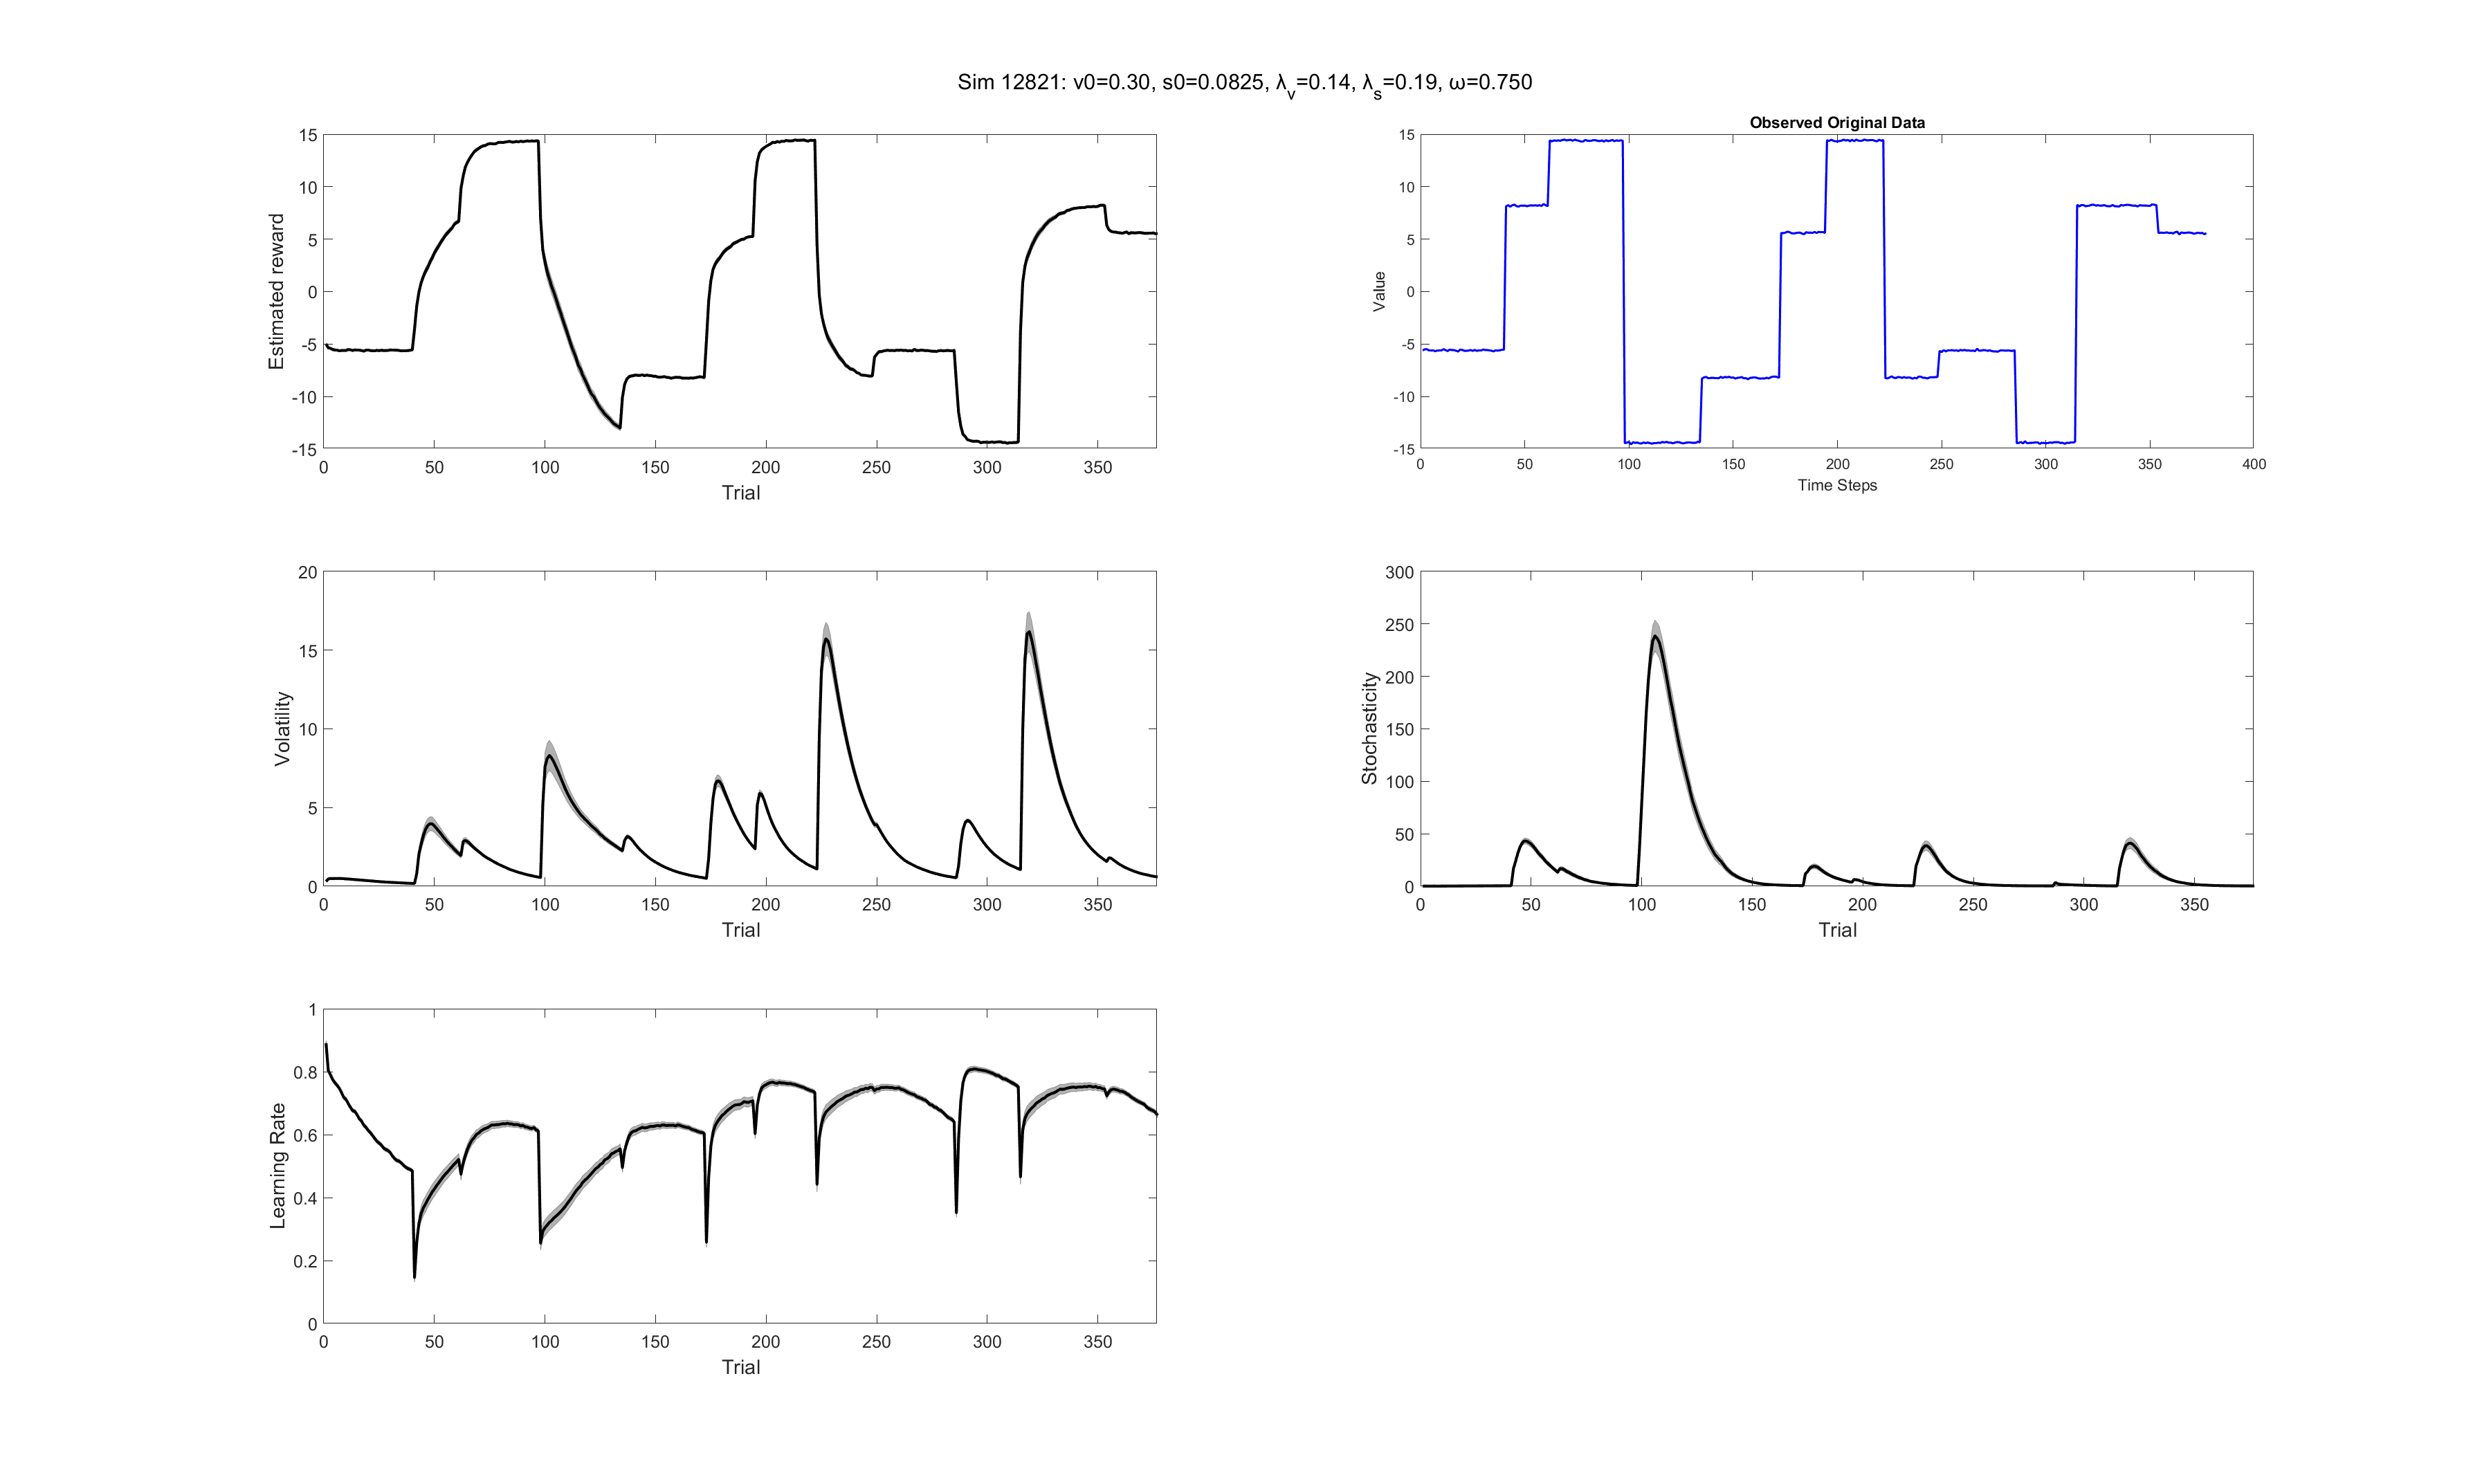 Sim 12821: v0=0.30, s0=0.0825, λv=0.14, λs=0.19, ω=0.750
15
10
5
0
-5
-10
-15
Estimated reward
0 50 100 150 200 250 300 350
Trial
Observed Original Data
15
10
5
0
-5
-10
-15
Value
0 50 100 150 200 250 300 350 400
Time Steps
20
15
10
5
0
Volatility
0 50 100 150 200 250 300 350
Trial
300
250
200
150
100
50
0
Stochasticity
0 50 100 150 200 250 300 350
Trial
1
0.8
0.6
0.4
0.2
0
Learning Rate
0 50 100 150 200 250 300 350
Trial